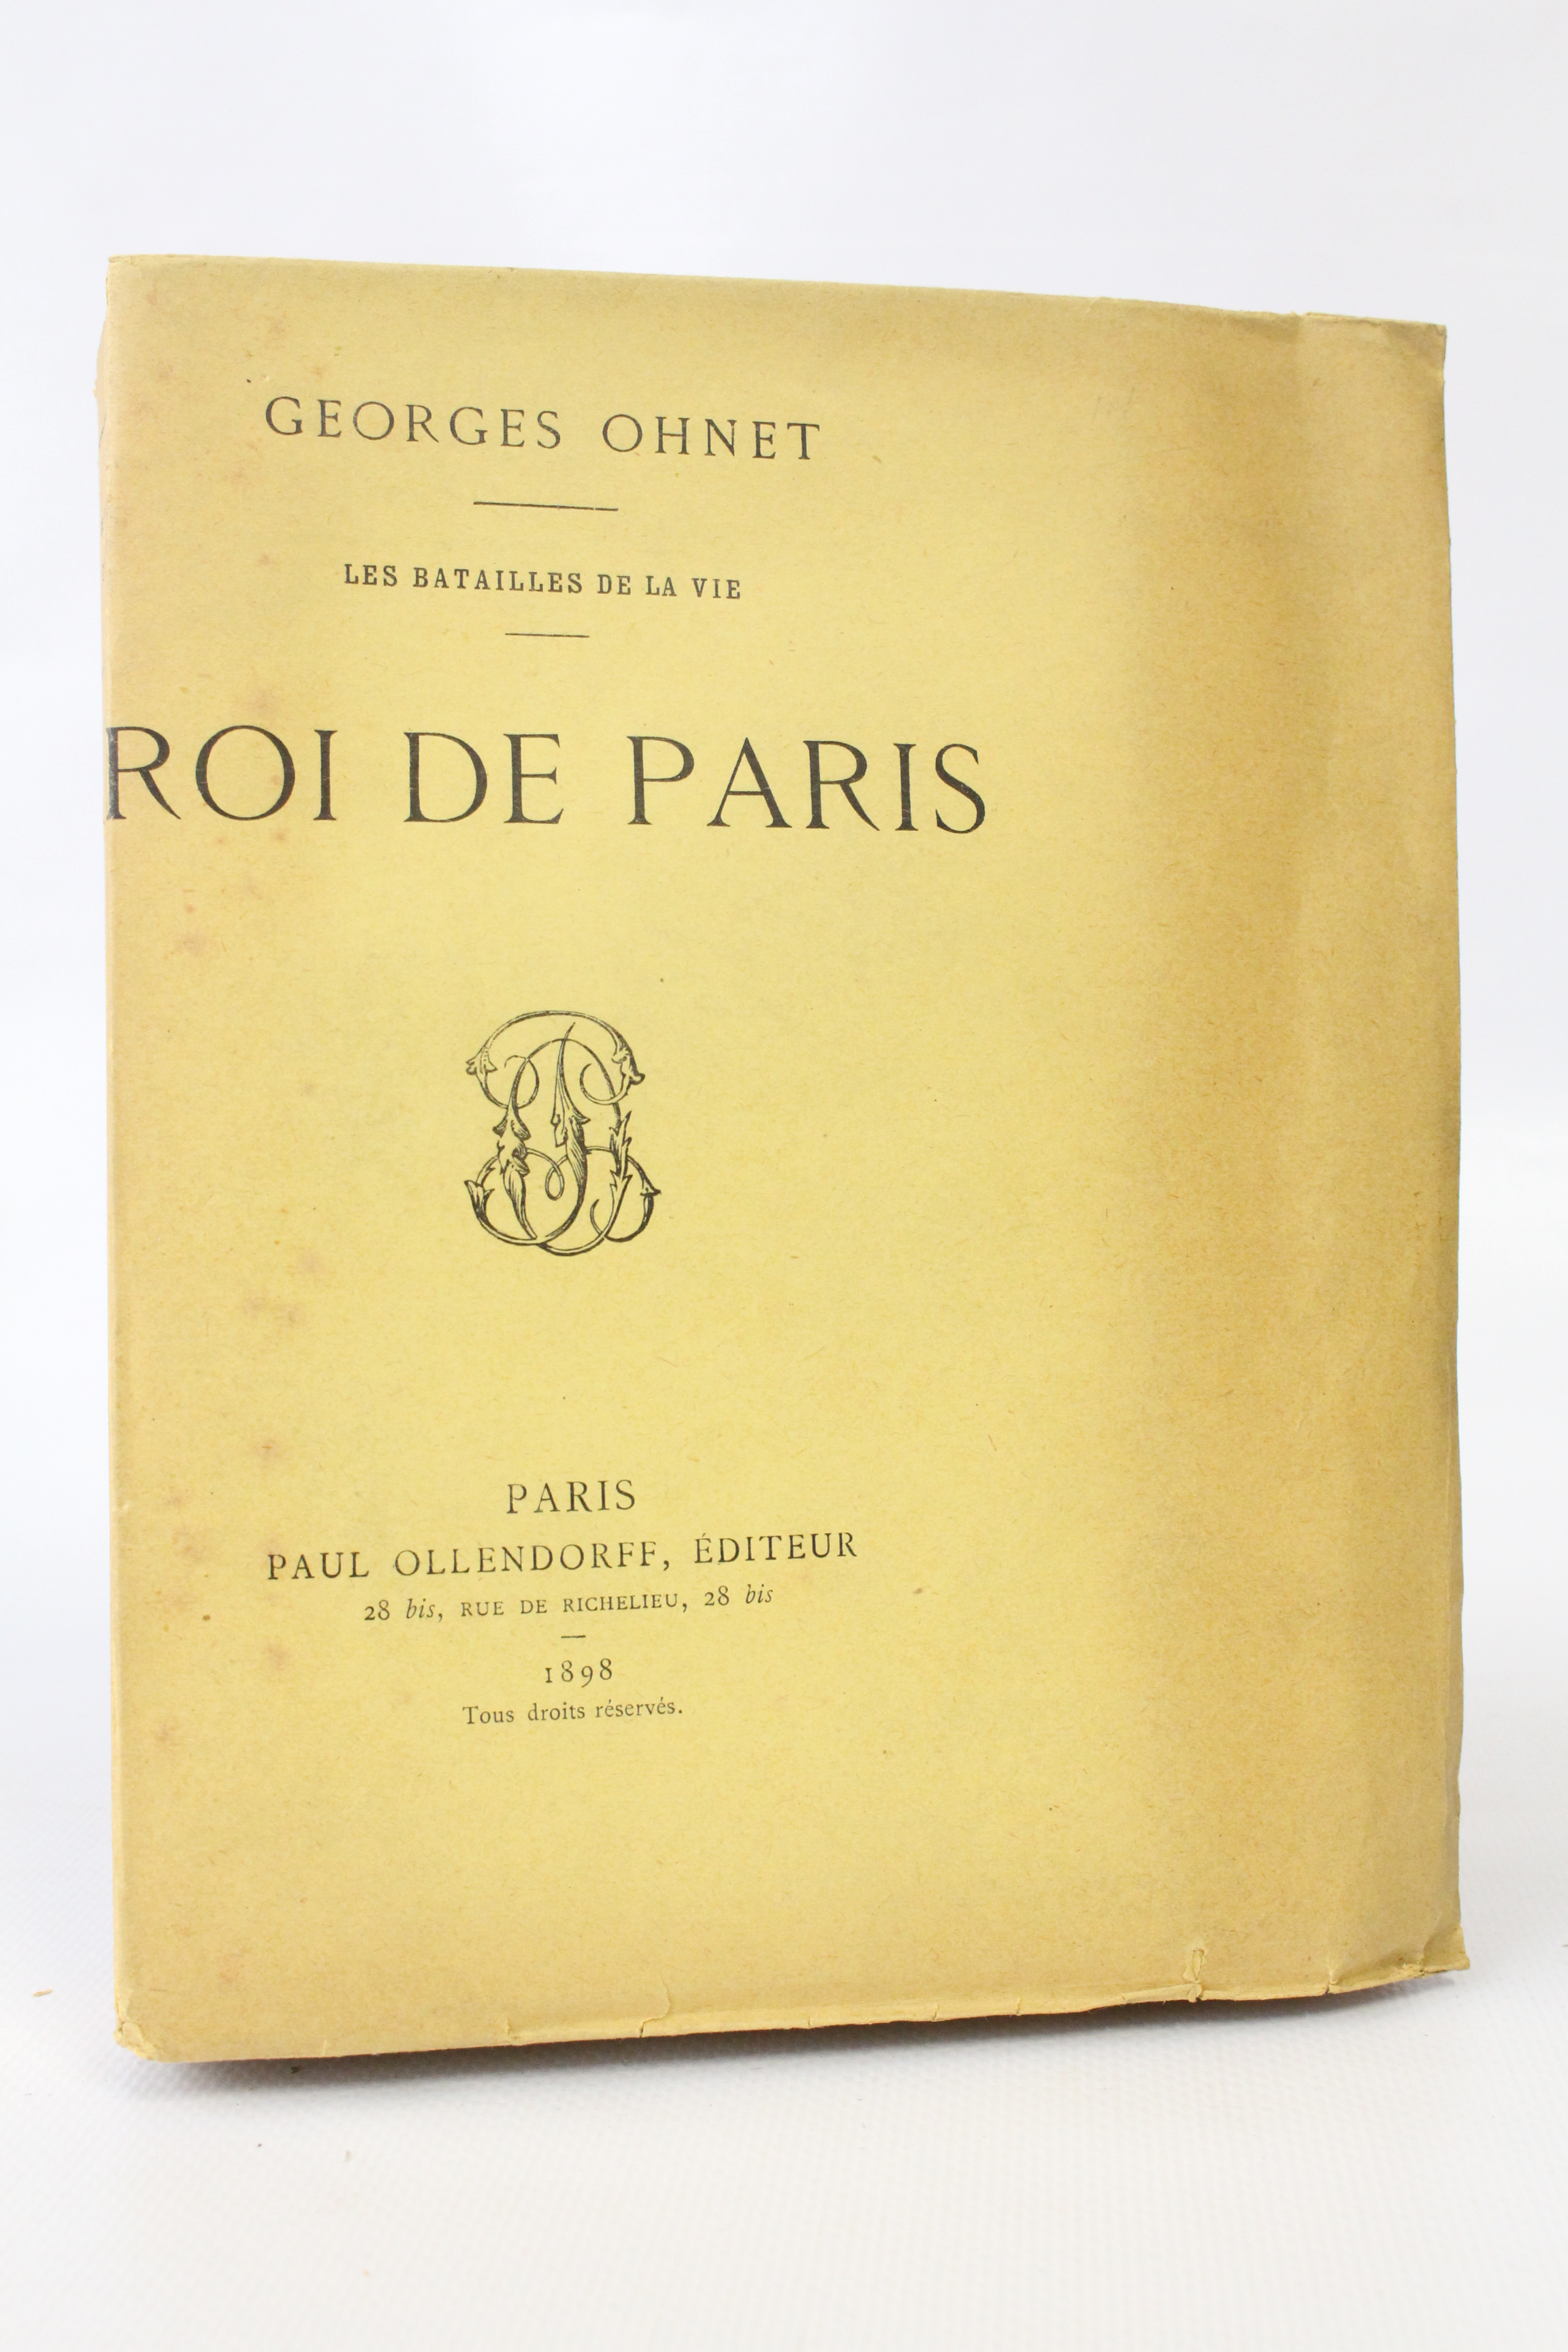 GEORGES OHNET
LES BATAILLES DE LA VIE
ROI DE PARIS
PARIS
PAUL OLLENDORFF, ÉDITEUR
28 bis, RUE DE RICHELIEU, 28 bis
1898
Tous droits réservés.